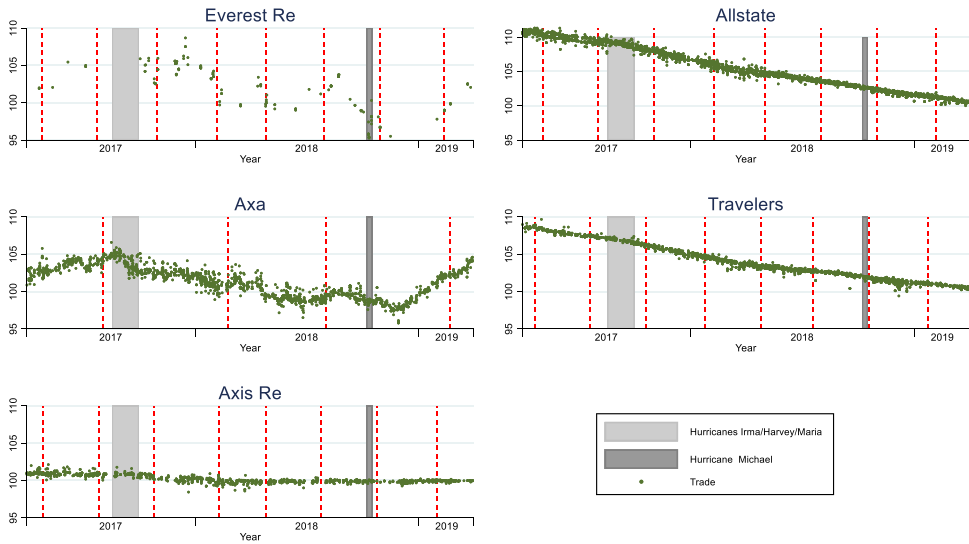 Everest Re
110
105
100
95
2017
2018
2019
Year
Allstate
110
105
100
95
2017
2018
2019
Year
Axa
110
105
100
95
2017
2018
2019
Year
Travelers
110
105
100
95
2017
2018
2019
Year
Axis Re
110
105
100
95
2017
2018
2019
Year
Hurricanes Irma/Harvey/Maria
Hurricane Michael
Trade